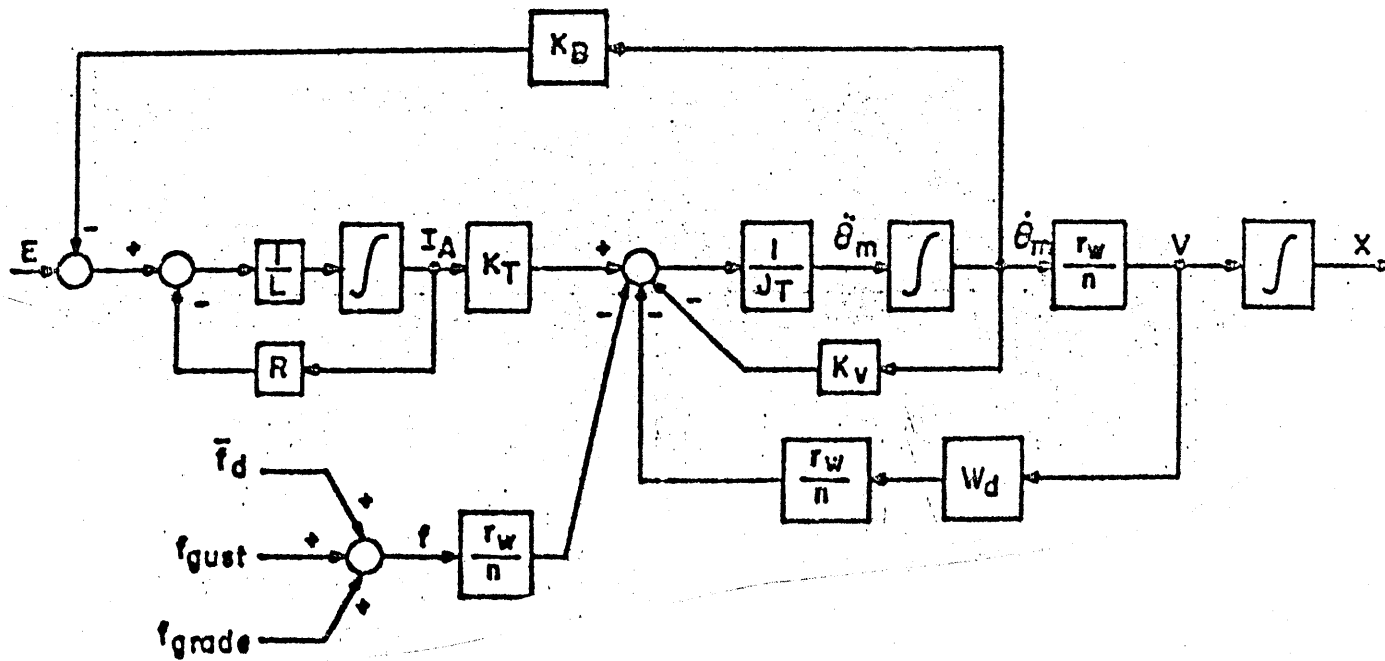 K_B
E
-
+
-
1/L
∫
I_A
K_T
+
-
-
-
1/J_T
θ̈_m
∫
θ̇_m
r_w/n
V
∫
X
R
K_v
r_w/n
W_d
f̄_d
+
f_gust
+
f
r_w/n
f_grade
+